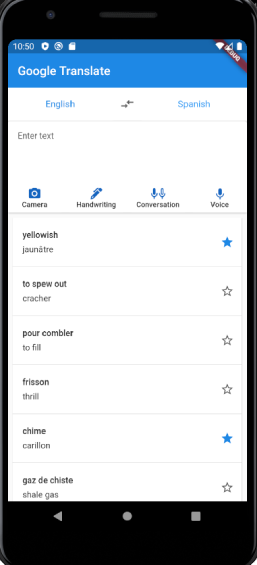 10:50
DEBUG
Google Translate
English
Spanish
Enter text
Camera
Handwriting
Conversation
Voice
yellowish
jaunâtre
to spew out
cracher
pour combler
to fill
frisson
thrill
chime
carillon
gaz de chiste
shale gas